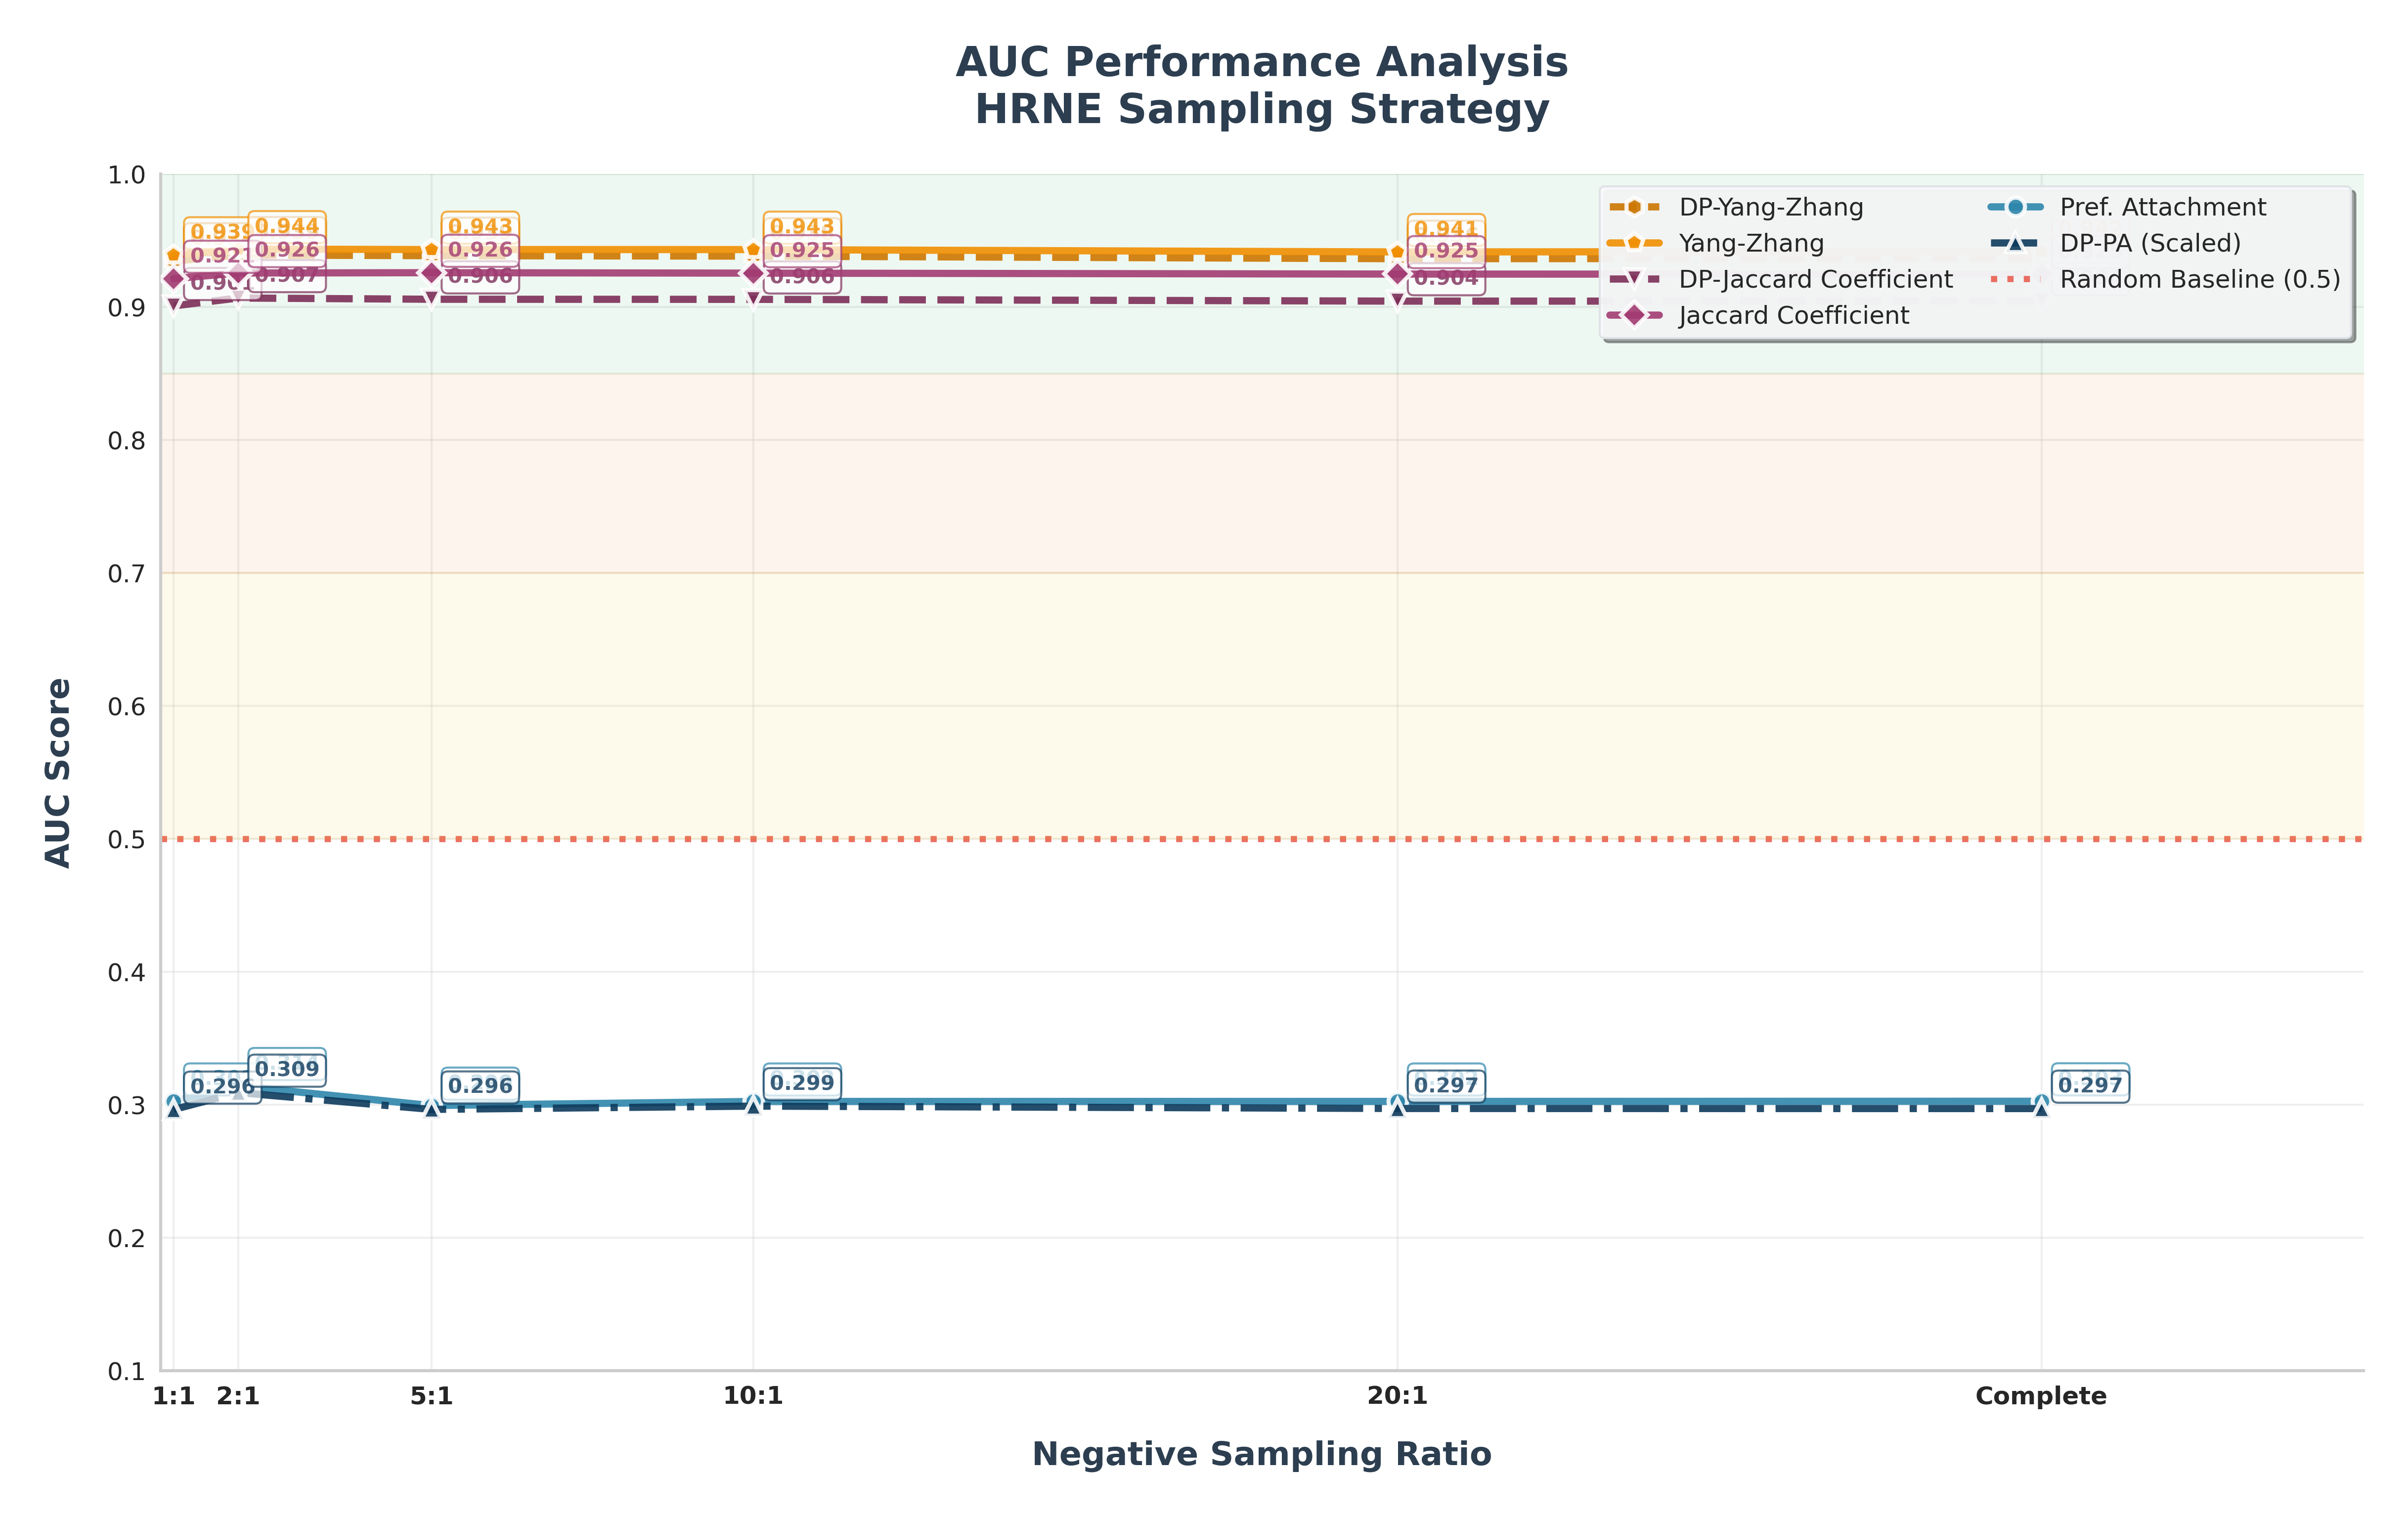 AUC Performance Analysis
HRNE Sampling Strategy
AUC Score
1.0
0.9
0.8
0.7
0.6
0.5
0.4
0.3
0.2
0.1
DP-Yang-Zhang
Yang-Zhang
DP-Jaccard Coefficient
Jaccard Coefficient
Pref. Attachment
DP-PA (Scaled)
Random Baseline (0.5)
0.939 0.944 0.943 0.943 0.941
0.921 0.926 0.926 0.925 0.925
0.901 0.907 0.906 0.906 0.904
0.296 0.309 0.296 0.299 0.297 0.297
1:1 2:1 5:1 10:1 20:1 Complete
Negative Sampling Ratio